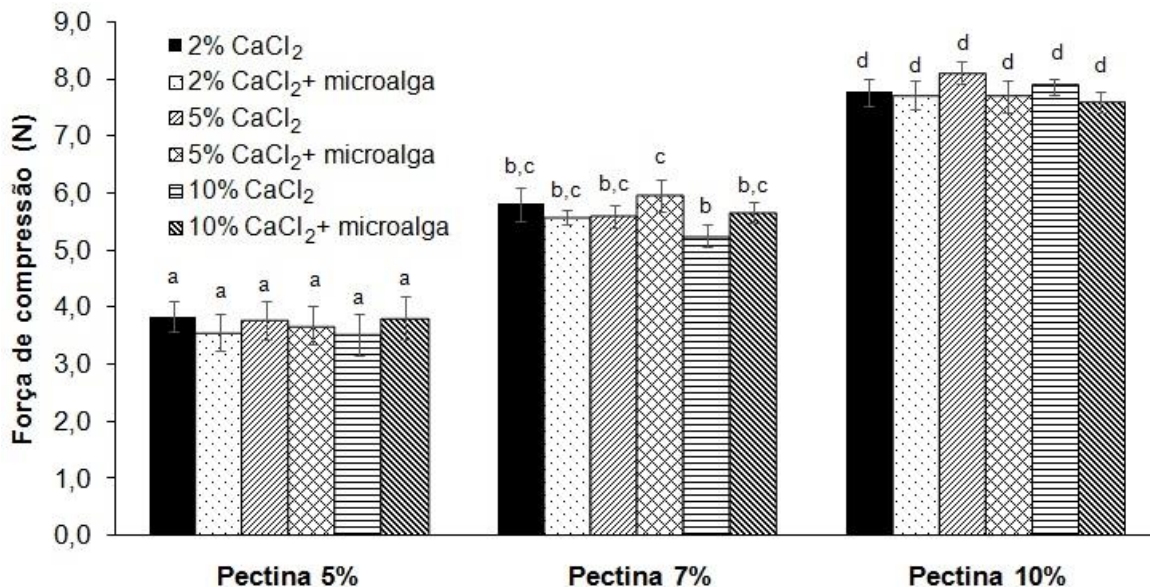 9,0
8,0
7,0
6,0
5,0
4,0
3,0
2,0
1,0
0,0
Força de compressão (N)
2% CaCl₂
2% CaCl₂+ microalga
5% CaCl₂
5% CaCl₂+ microalga
10% CaCl₂
10% CaCl₂+ microalga
a a a a a a
b,c b,c b,c c b b,c
d d d d d d
Pectina 5% Pectina 7% Pectina 10%